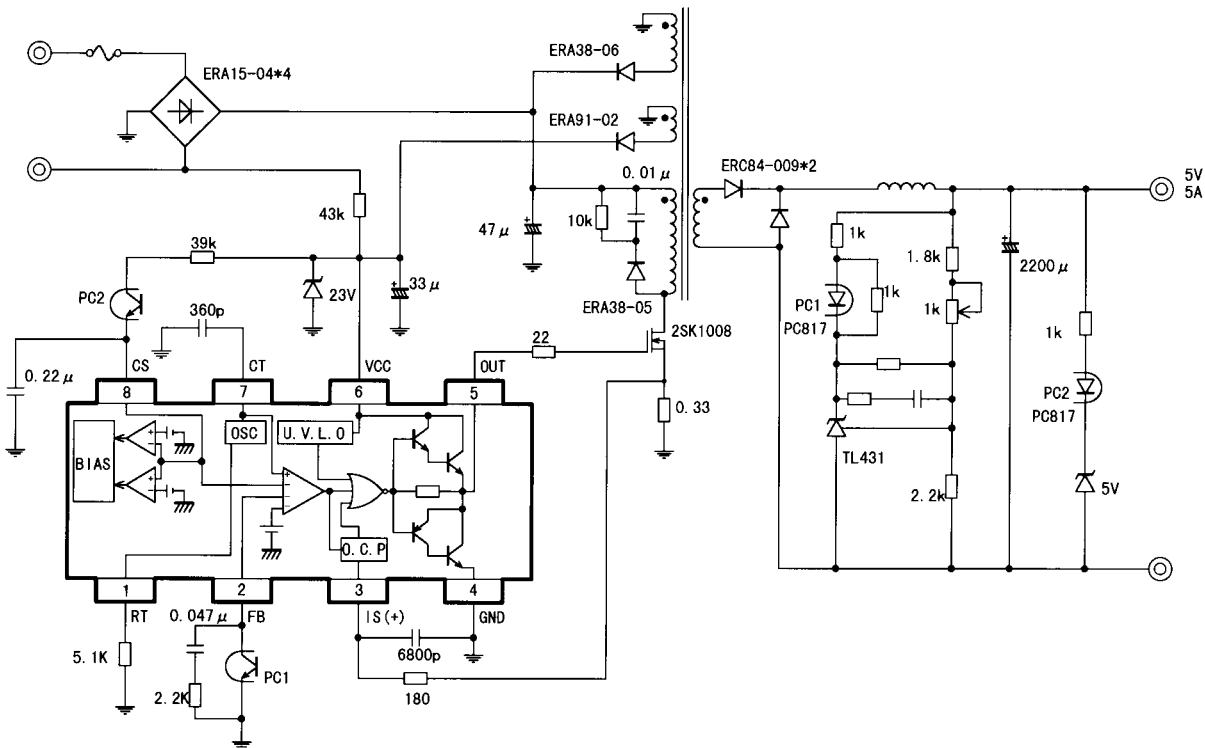 ERA15-04*4
ERA38-06
ERA91-02
ERC84-009*2
5V
5A
0.01μ
43k
47μ
10k
39k
1k
1.8k
2200μ
PC2
23V
33μ
ERA38-05
PC1
PC817
1k
1k
1k
360p
22
2SK1008
0.22μ
CS
CT
VCC
OUT
PC2
PC817
8
7
6
5
0.33
OSC
U.V.L.O
TL431
BIAS
2.2k
5V
O.C.P
1
2
3
4
RT
0.047μ
FB
IS(+)
GND
5.1K
6800p
2.2K
PC1
180